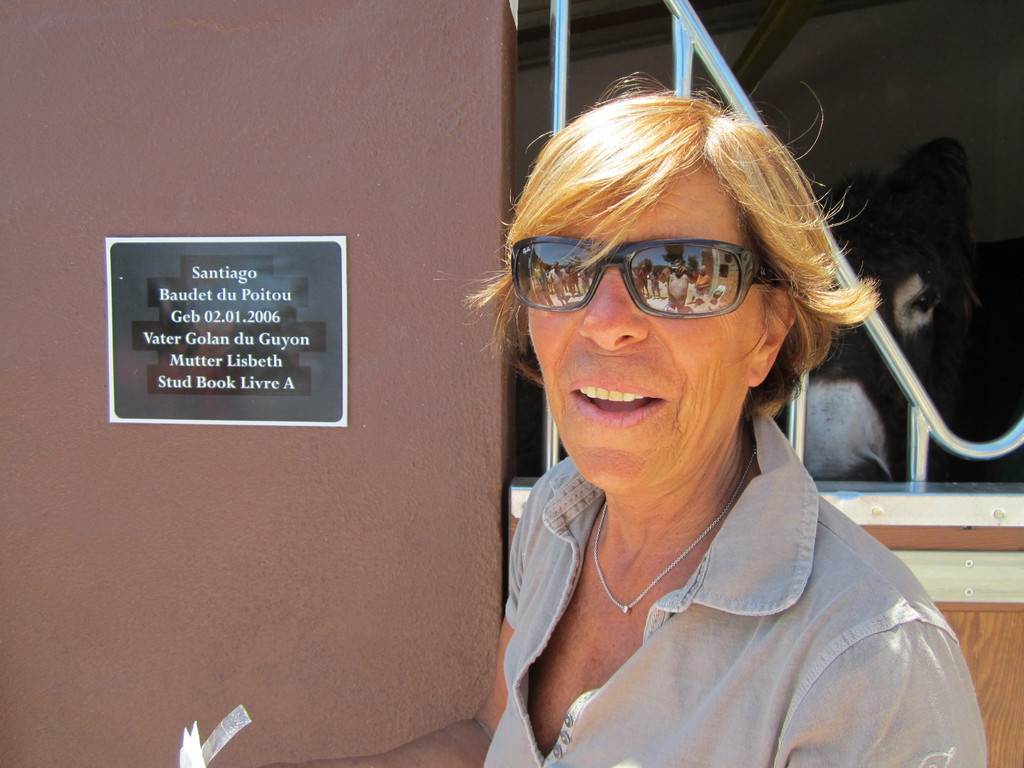 Santiago
Baudet du Poitou
Geb 02.01.2006
Vater Golan du Guyon
Mutter Lisbeth
Stud Book Livre A